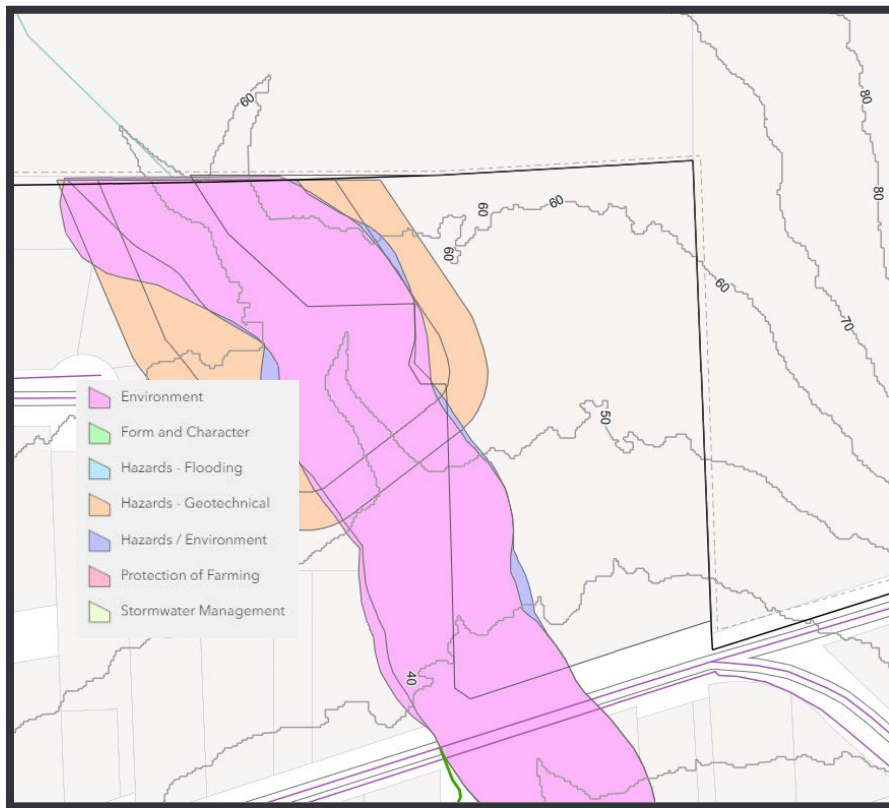 80
60
80
60
60
60
60
70
50
Environment
Form and Character
Hazards - Flooding
Hazards - Geotechnical
Hazards / Environment
Protection of Farming
Stormwater Management
40